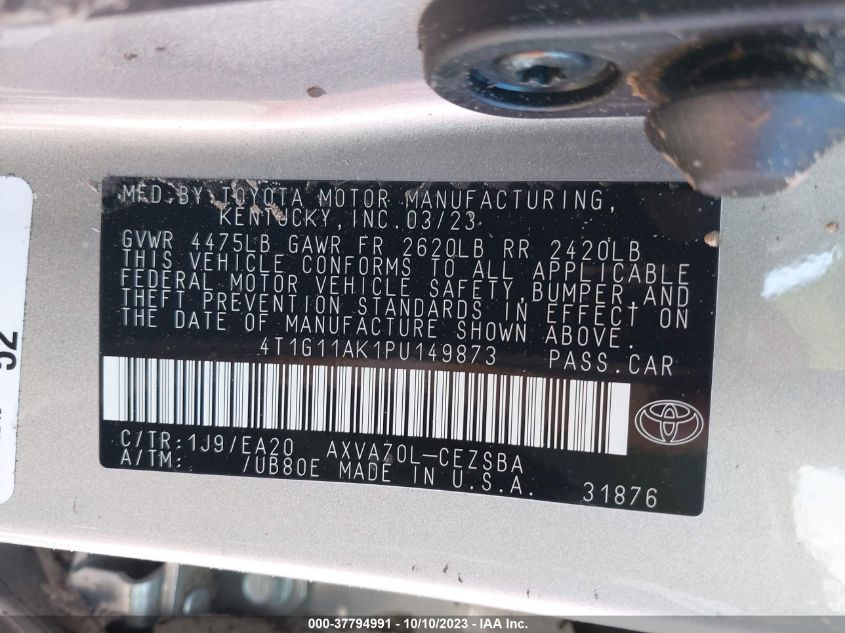 MFD. BY TOYOTA MOTOR MANUFACTURING,
KENTUCKY, INC. 03/23
GVWR 4475LB GAWR FR 2620LB RR 2420LB
THIS VEHICLE CONFORMS TO ALL APPLICABLE
FEDERAL MOTOR VEHICLE SAFETY, BUMPER, AND
THEFT PREVENTION STANDARDS IN EFFECT ON
THE DATE OF MANUFACTURE SHOWN ABOVE.
4T1G11AK1PU149873 PASS. CAR
C/TR: 1J9/EA20 AXVA70L-CEZSBA
A/TM: /UB80E MADE IN U.S.A. 31876
52
000-37794991 - 10/10/2023 - IAAI.com